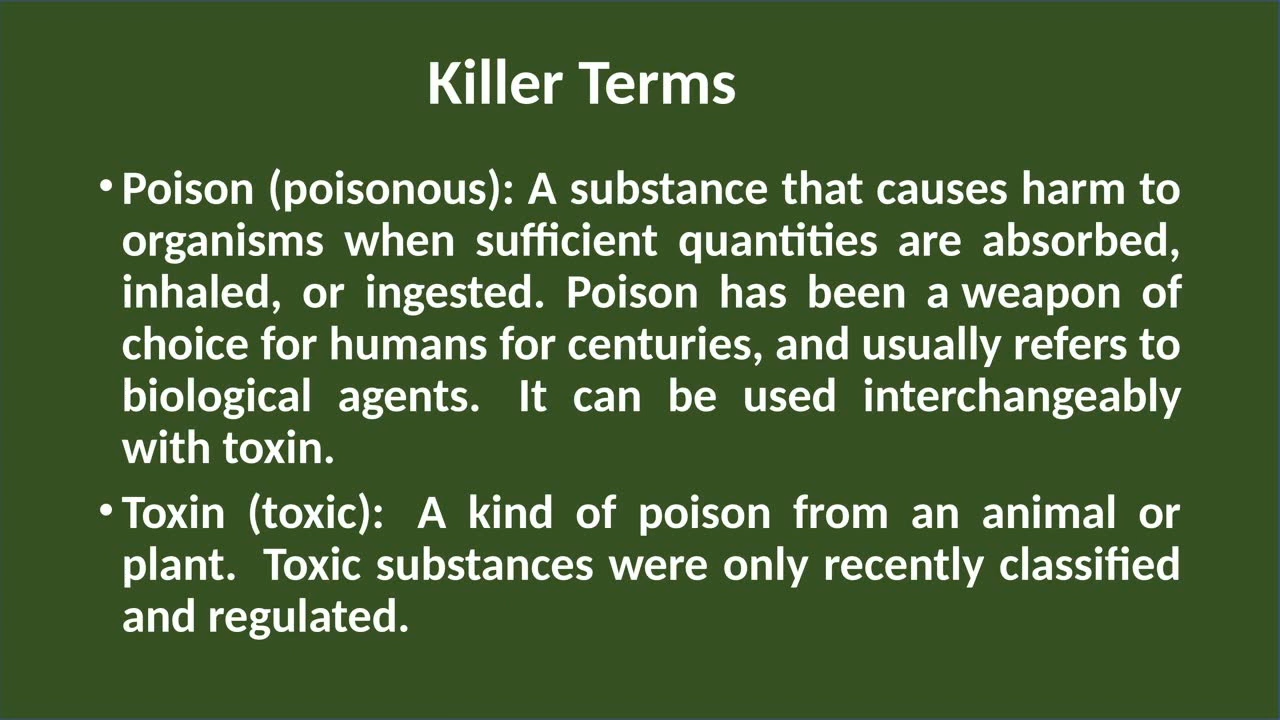 Killer Terms
• Poison (poisonous): A substance that causes harm to
organisms when sufficient quantities are absorbed,
inhaled, or ingested. Poison has been a weapon of
choice for humans for centuries, and usually refers to
biological agents.  It can be used interchangeably
with toxin.
• Toxin (toxic):  A kind of poison from an animal or
plant.  Toxic substances were only recently classified
and regulated.